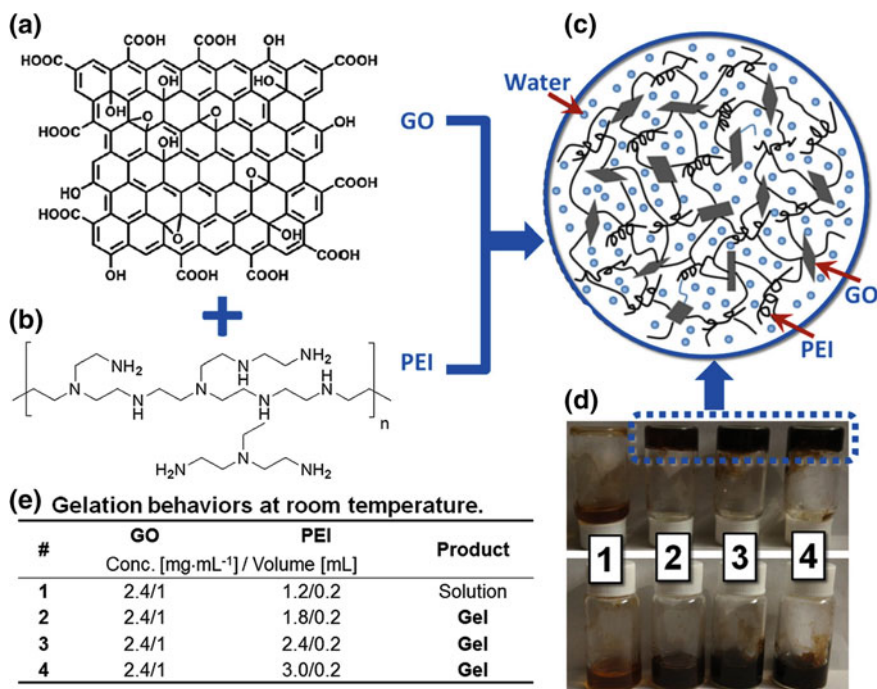 (a)
COOH COOH COOH OH
HOOC COOH
HO
OH
OH O O OH
HOOC OH
O COOH
HO
HOOC COOH
O OH
OH COOH COOH COOH
GO
+
(b)
NH₂ N H NH₂
N N H N N H H N
n
H₂N N NH₂
PEI
(c)
Water
GO
PEI
(d)
1 2 3 4
(e) Gelation behaviors at room temperature.
# GO PEI Product
Conc. [mg·mL⁻¹] / Volume [mL]
1 2.4/1 1.2/0.2 Solution
2 2.4/1 1.8/0.2 Gel
3 2.4/1 2.4/0.2 Gel
4 2.4/1 3.0/0.2 Gel